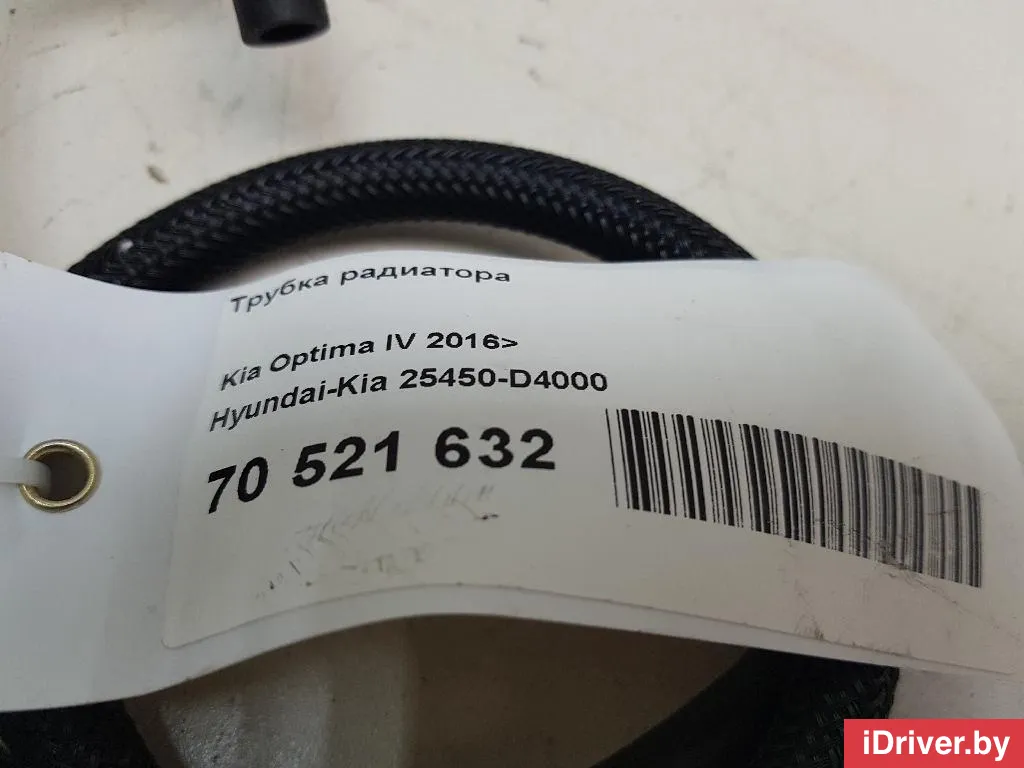 Трубка радиатора
Kia Optima IV 2016>
Hyundai-Kia 25450-D4000
70 521 632
iDriver.by